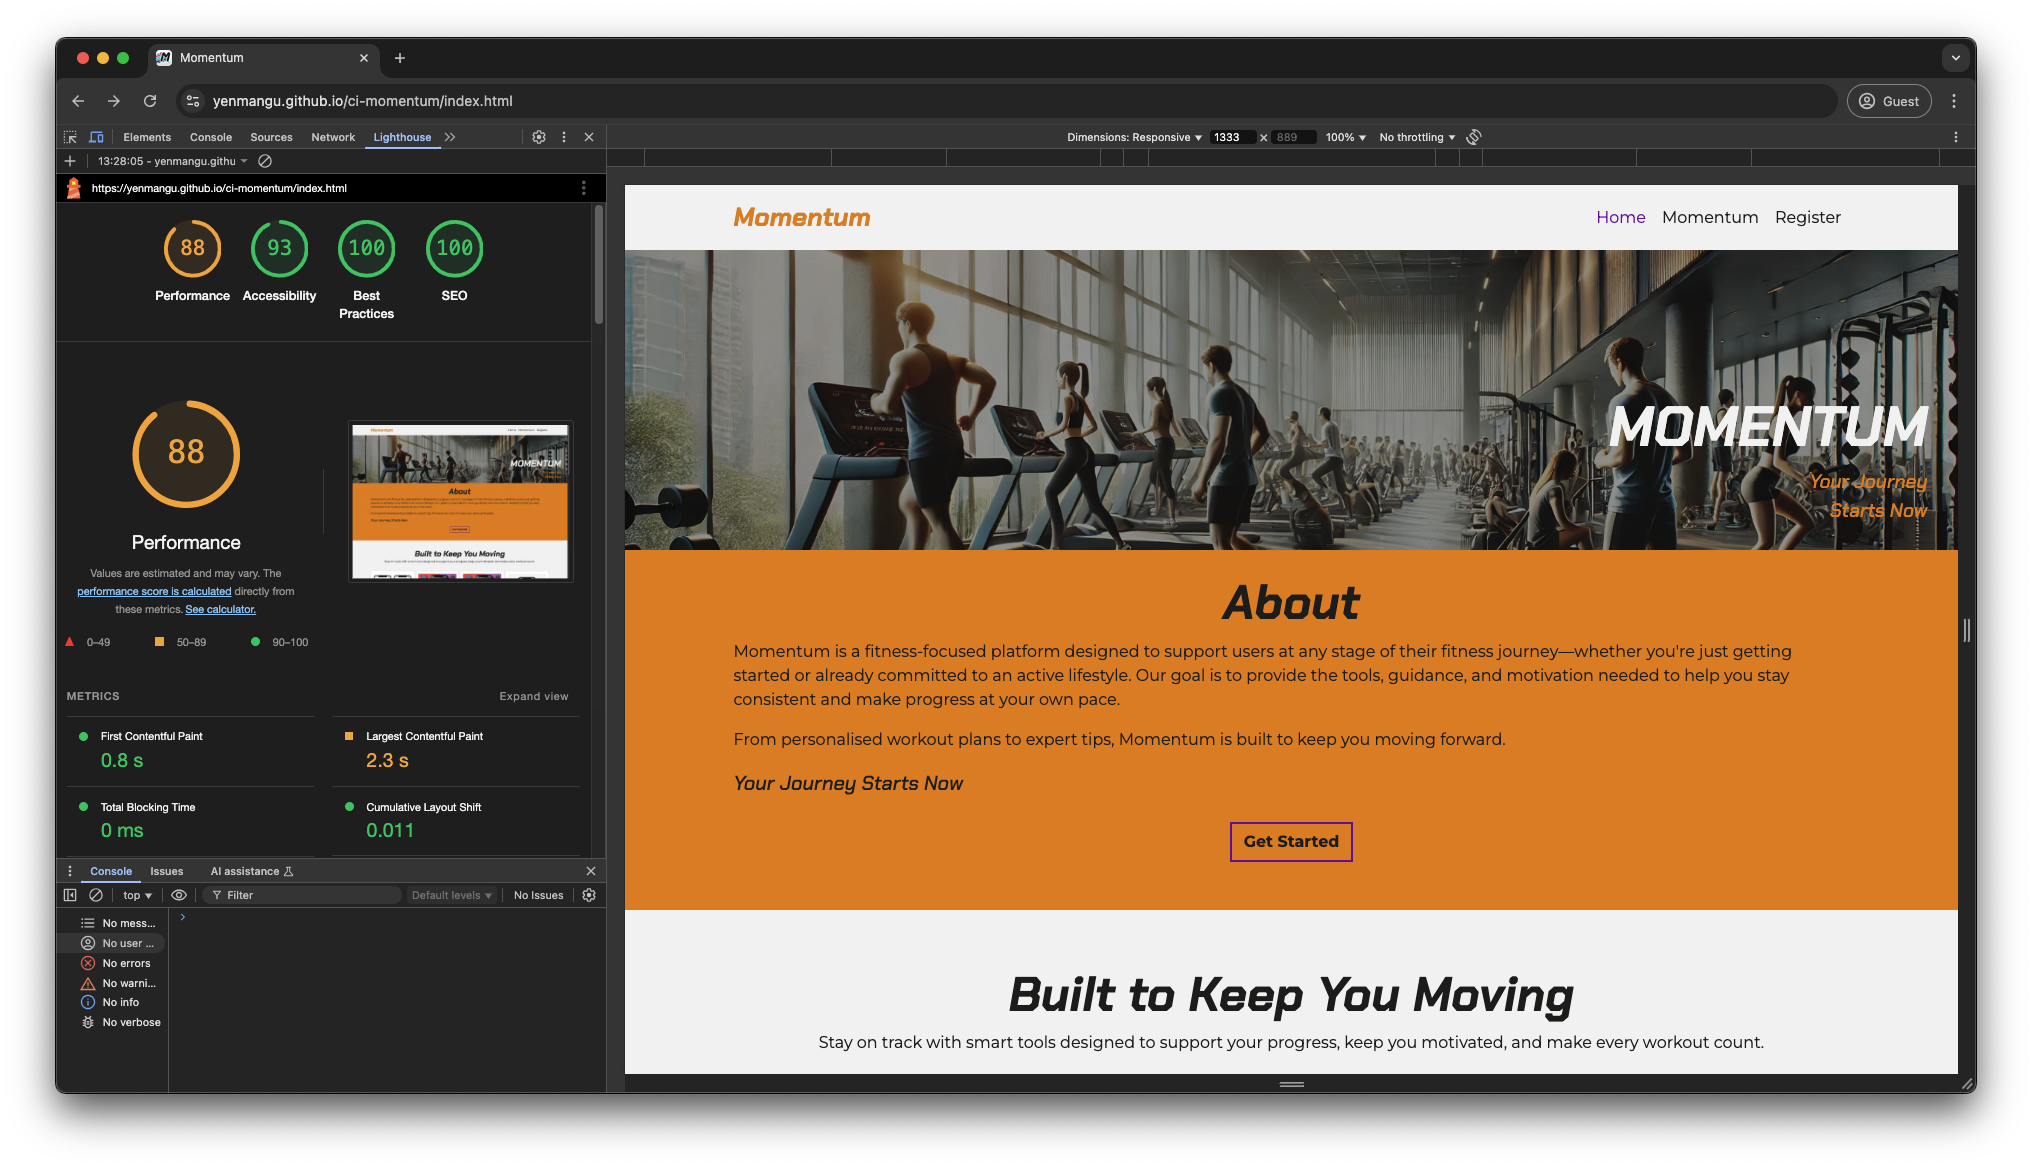 Momentum
yenmangu.github.io/ci-momentum/index.html
Guest
Elements Console Sources Network Lighthouse
Dimensions: Responsive 1333 × 889 100% No throttling
13:28:05 - yenmangu.githu
https://yenmangu.github.io/ci-momentum/index.html
88 93 100 100
Performance Accessibility Best Practices SEO
88
Performance
Values are estimated and may vary. The
performance score is calculated directly from
these metrics. See calculator.
0–49 50–89 90–100
METRICS Expand view
First Contentful Paint
0.8 s
Largest Contentful Paint
2.3 s
Total Blocking Time
0 ms
Cumulative Layout Shift
0.011
Console Issues AI assistance
top Filter Default levels No Issues
No mess...
No user ...
No errors
No warni...
No info
No verbose
Momentum
Home Momentum Register
MOMENTUM
Your Journey
Starts Now
About
Momentum is a fitness-focused platform designed to support users at any stage of their fitness journey—whether you're just getting
started or already committed to an active lifestyle. Our goal is to provide the tools, guidance, and motivation needed to help you stay
consistent and make progress at your own pace.
From personalised workout plans to expert tips, Momentum is built to keep you moving forward.
Your Journey Starts Now
Get Started
Built to Keep You Moving
Stay on track with smart tools designed to support your progress, keep you motivated, and make every workout count.